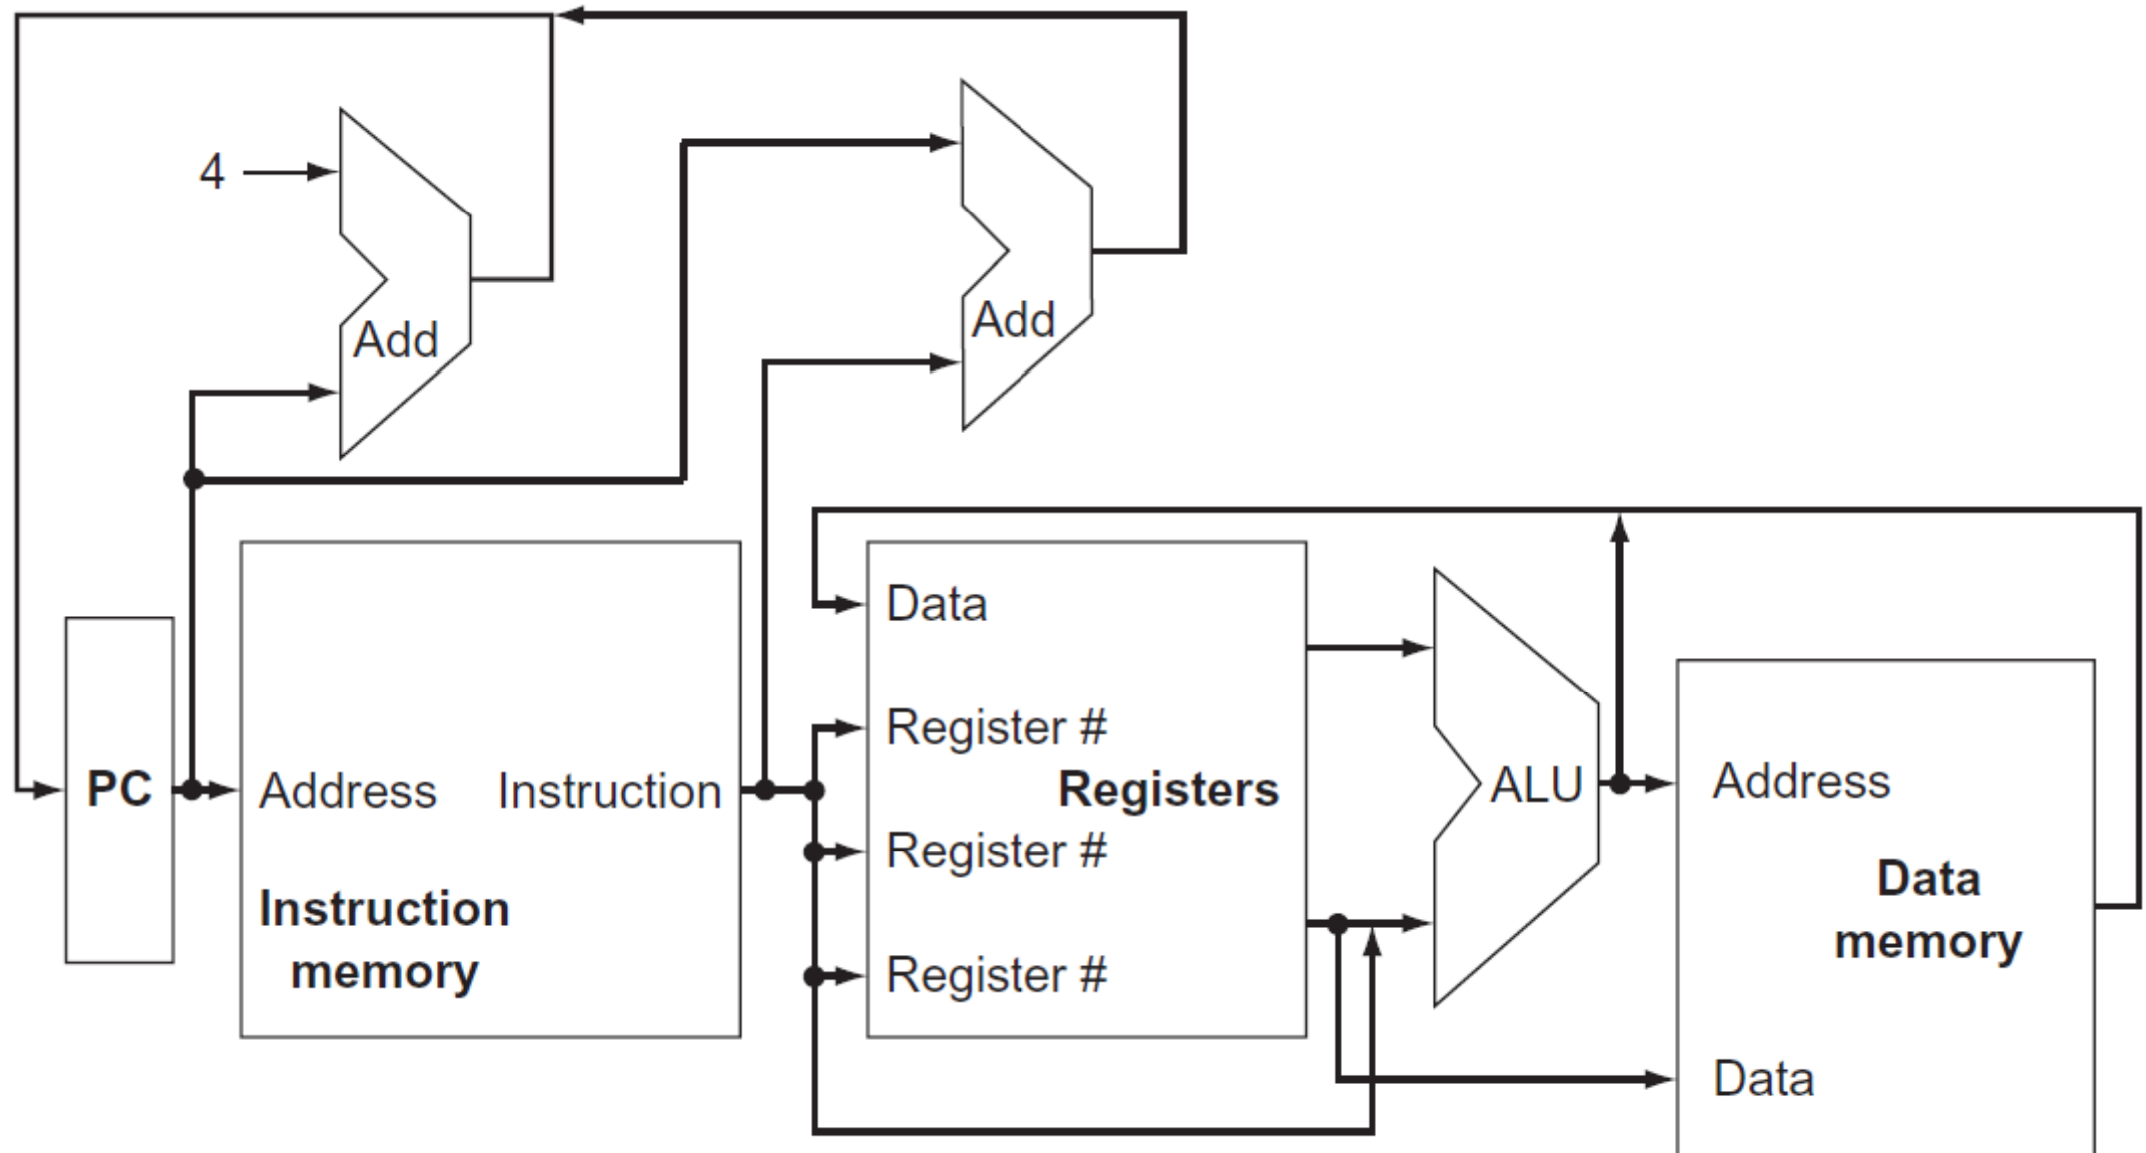 4
Add
Add
Data
Register #
PC
Address
Instruction
Registers
ALU
Address
Register #
Instruction
memory
Data
memory
Register #
Data